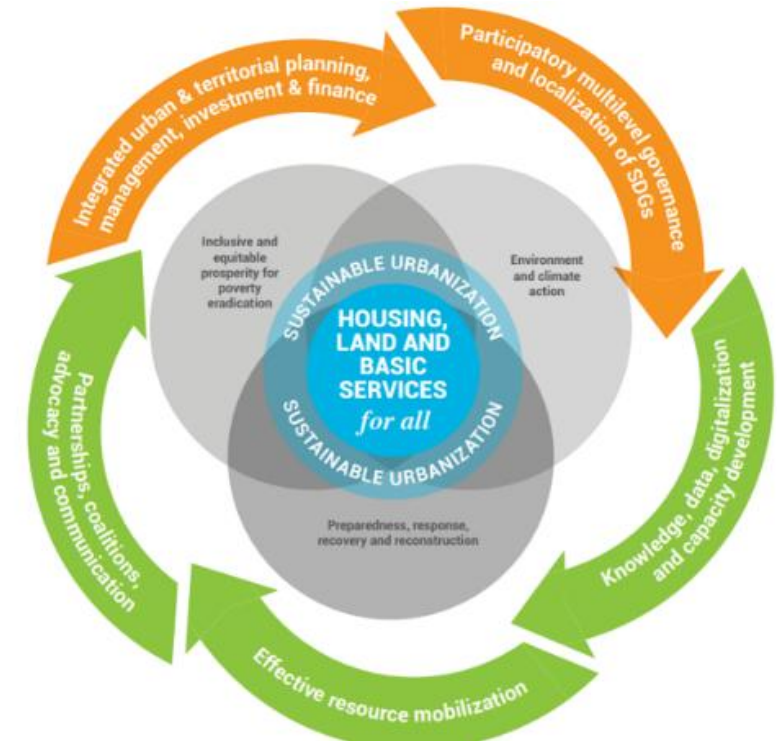 Integrated urban & territorial planning,
management, investment & finance
Participatory multilevel governance
and localization of SDGs
Inclusive and
equitable
prosperity for
poverty
eradication
Environment
and climate
action
SUSTAINABLE URBANIZATION
HOUSING,
LAND AND
BASIC
SERVICES
for all
SUSTAINABLE URBANIZATION
Preparedness, response,
recovery and reconstruction
Knowledge, data, digitalization
and capacity development
Effective resource mobilization
Partnerships, coalitions,
advocacy and communication